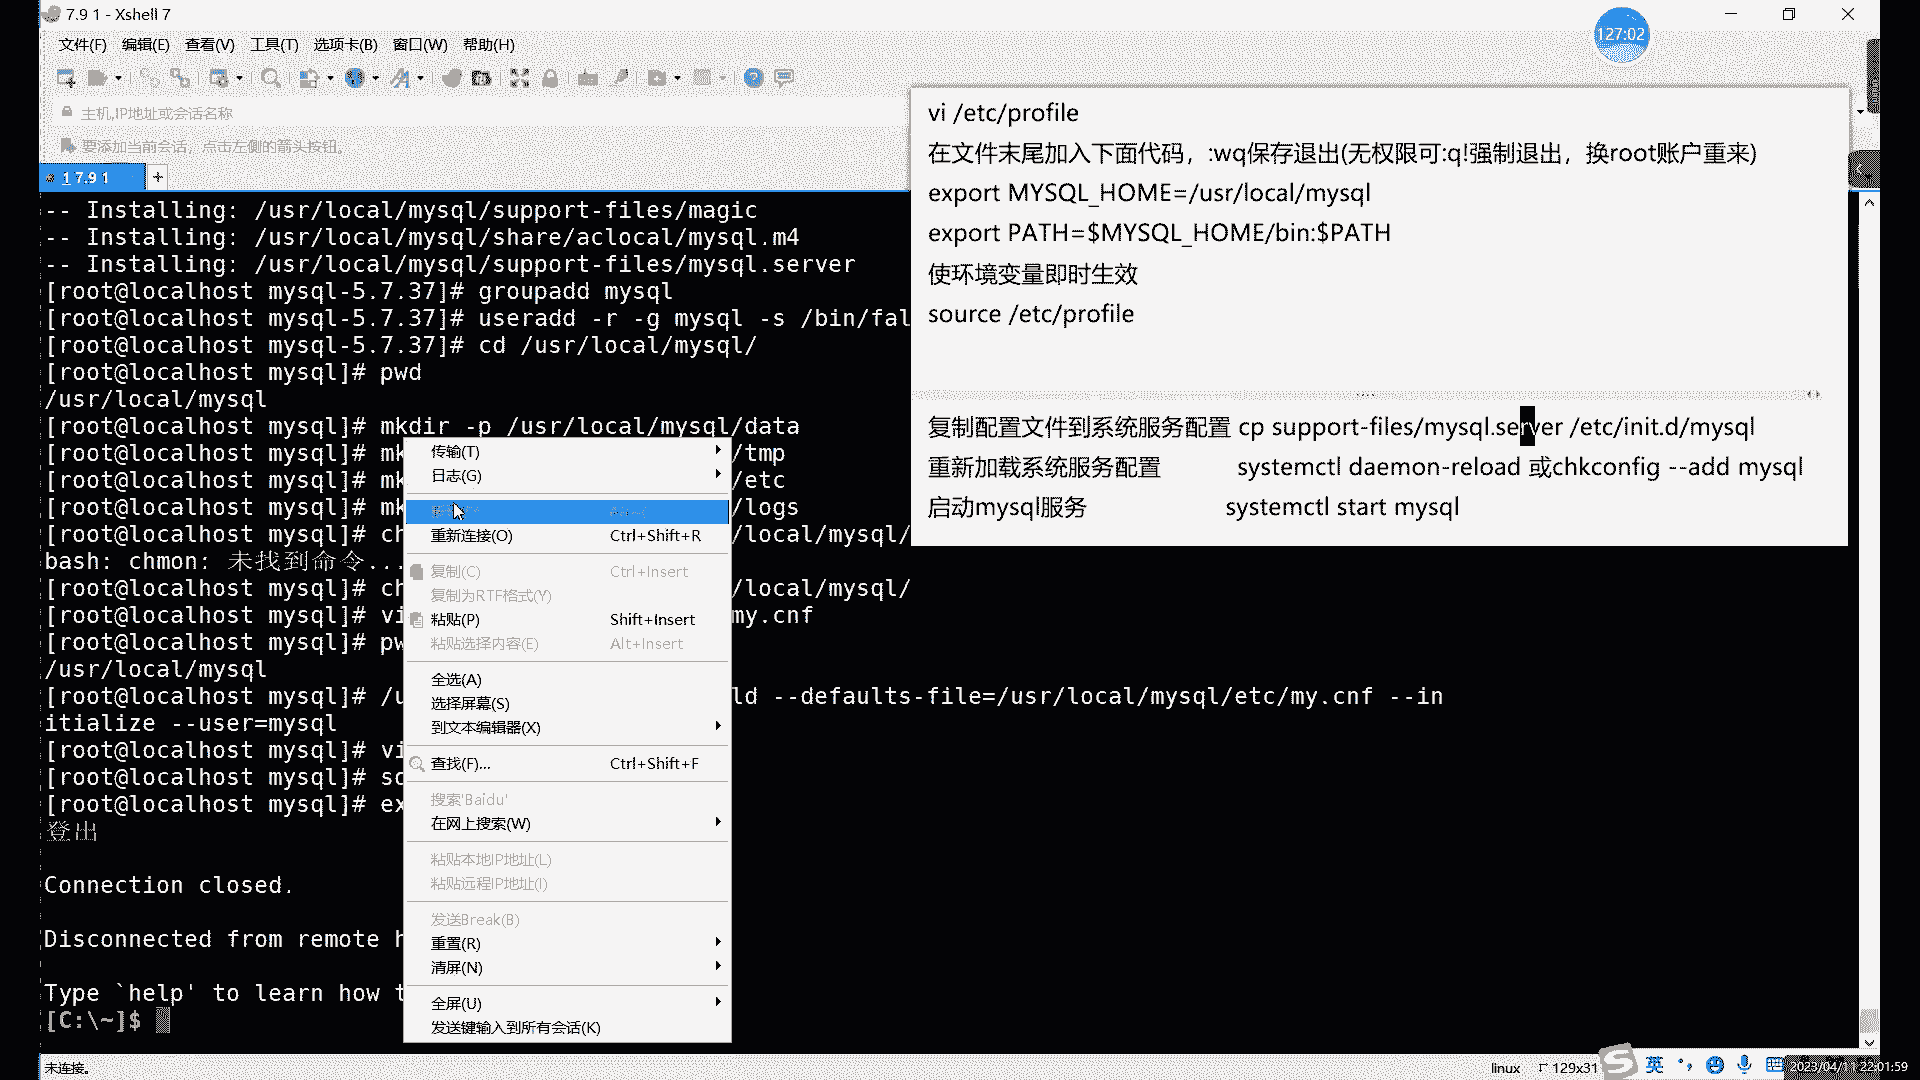 7.9 1 - Xshell 7
127:02
文件(F) 编辑(E) 查看(V) 工具(T) 选项卡(B) 窗口(W) 帮助(H)
主机,IP地址或会话名称
要添加当前会话，点击左侧的箭头按钮。
1 7.9 1 +
-- Installing: /usr/local/mysql/support-files/magic
-- Installing: /usr/local/mysql/share/aclocal/mysql.m4
-- Installing: /usr/local/mysql/support-files/mysql.server
[root@localhost mysql-5.7.37]# groupadd mysql
[root@localhost mysql-5.7.37]# useradd -r -g mysql -s /bin/fal
[root@localhost mysql-5.7.37]# cd /usr/local/mysql/
[root@localhost mysql]# pwd
/usr/local/mysql
[root@localhost mysql]# mkdir -p /usr/local/mysql/data
[root@localhost mysql]# mk /tmp
[root@localhost mysql]# mk /etc
[root@localhost mysql]# mk /logs
[root@localhost mysql]# ch /local/mysql/
bash: chmon: 未找到命令...
[root@localhost mysql]# ch /local/mysql/
[root@localhost mysql]# vi my.cnf
[root@localhost mysql]# pw
/usr/local/mysql
[root@localhost mysql]# /u ld --defaults-file=/usr/local/mysql/etc/my.cnf --in
itialize --user=mysql
[root@localhost mysql]# vi
[root@localhost mysql]# so
[root@localhost mysql]# ex
登出
Connection closed.
Disconnected from remote h
Type `help' to learn how t
[C:\~]$
传输(T)
日志(G)
重新连接(O) Ctrl+Shift+R
复制(C) Ctrl+Insert
复制为RTF格式(Y)
粘贴(P) Shift+Insert
粘贴选择内容(E) Alt+Insert
全选(A)
选择屏幕(S)
到文本编辑器(X)
查找(F)... Ctrl+Shift+F
搜索'Baidu'
在网上搜索(W)
粘贴本地IP地址(L)
粘贴远程IP地址(I)
发送Break(B)
重置(R)
清屏(N)
全屏(U)
发送键输入到所有会话(K)
vi /etc/profile
在文件末尾加入下面代码，:wq保存退出(无权限可:q!强制退出，换root账户重来)
export MYSQL_HOME=/usr/local/mysql
export PATH=$MYSQL_HOME/bin:$PATH
使环境变量即时生效
source /etc/profile
复制配置文件到系统服务配置 cp support-files/mysql.server /etc/init.d/mysql
重新加载系统服务配置 systemctl daemon-reload 或chkconfig --add mysql
启动mysql服务 systemctl start mysql
未连接。
linux
129x31
英
2023/04/11 22:01:59